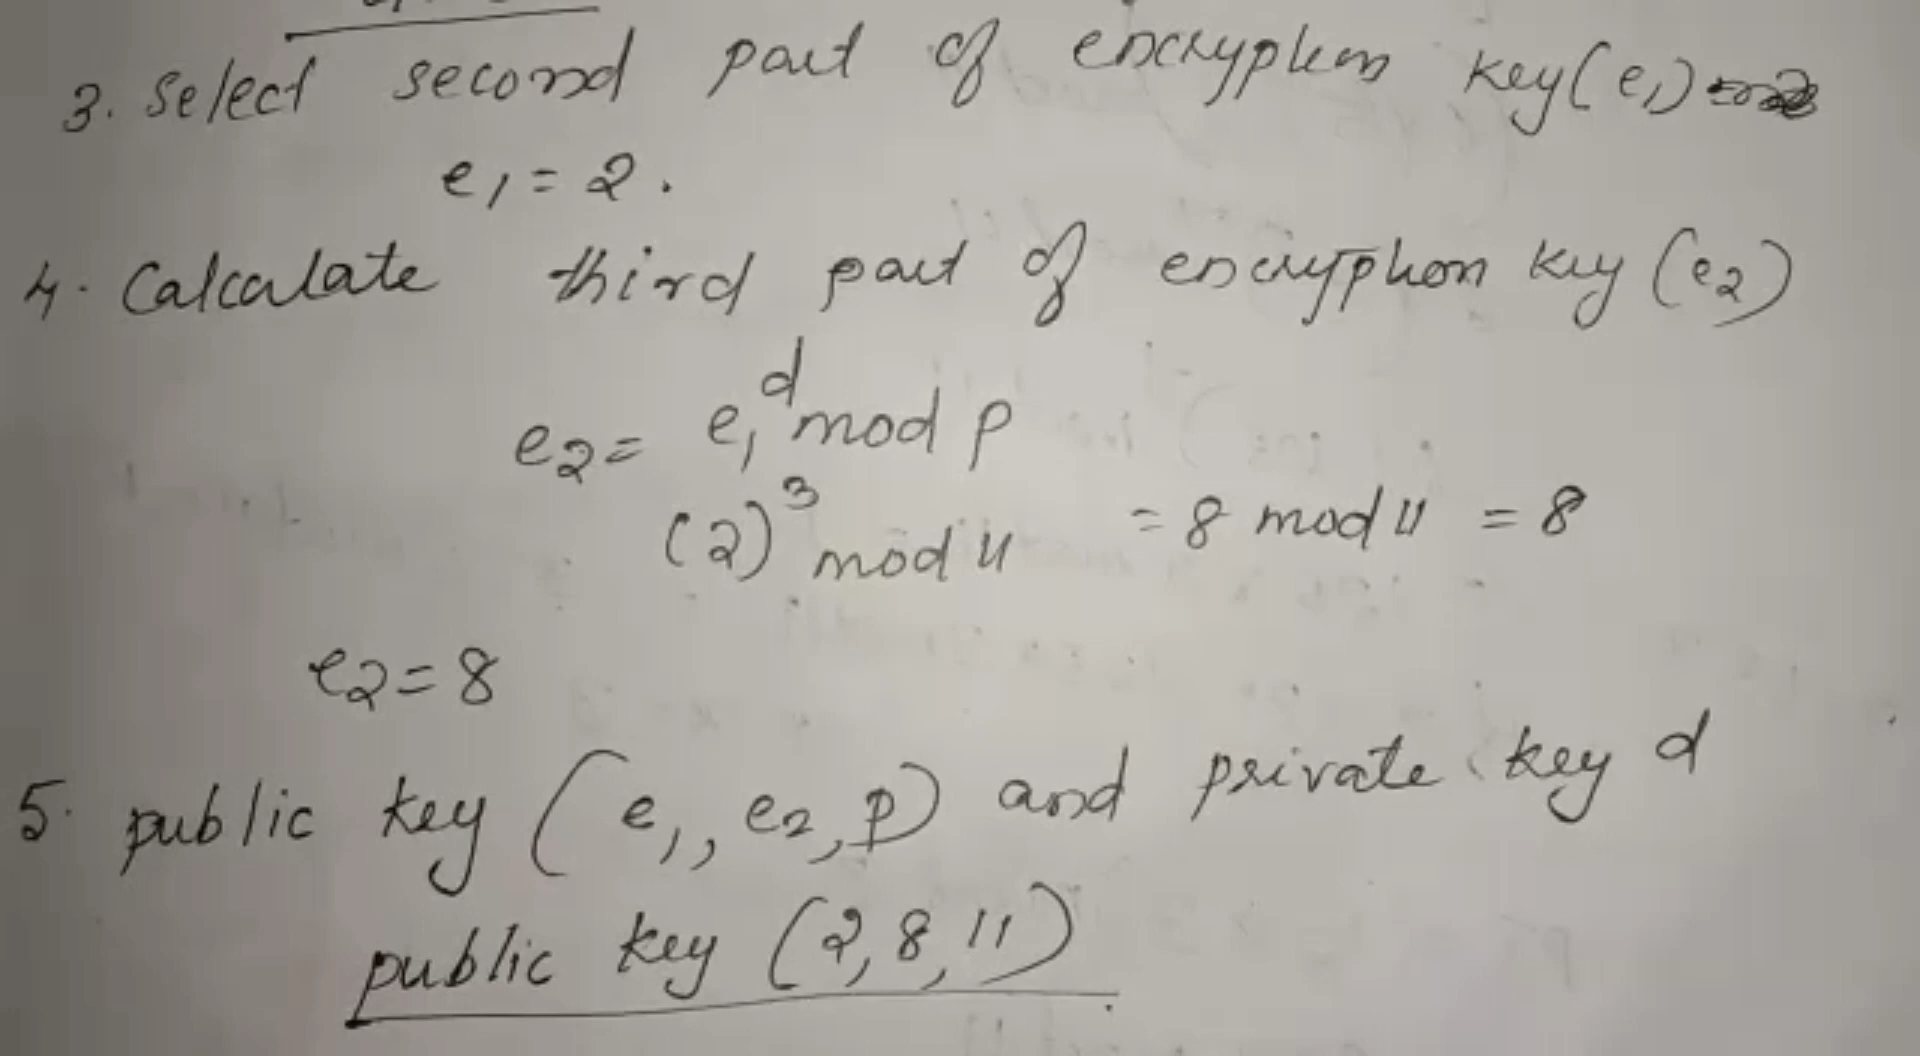 3. Select second part of encryption key (e₁)
e₁ = 2.
4. Calculate third part of encryption key (e₂)
e₂ = e₁^d mod p
(2)³ mod 11 = 8 mod 11 = 8
e₂ = 8
5. public key (e₁, e₂, p) and private key d
public key (2, 8, 11)